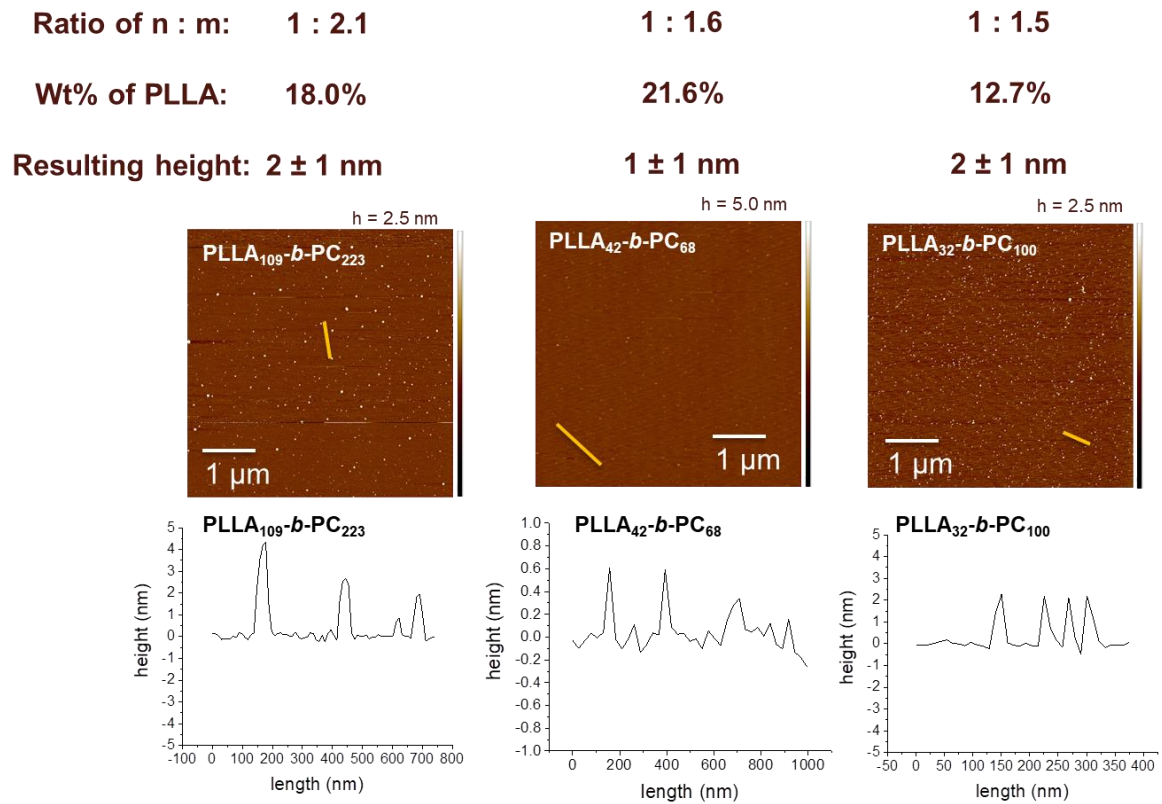 Ratio of n : m: 1 : 2.1 1 : 1.6 1 : 1.5
Wt% of PLLA: 18.0% 21.6% 12.7%
Resulting height: 2 ± 1 nm 1 ± 1 nm 2 ± 1 nm
h = 2.5 nm h = 5.0 nm h = 2.5 nm
PLLA109-b-PC223 PLLA42-b-PC68 PLLA32-b-PC100
1 µm 1 µm 1 µm
PLLA109-b-PC223
height (nm)
5
4
3
2
1
0
-1
-2
-3
-4
-5
-100 0 100 200 300 400 500 600 700 800
length (nm)
PLLA42-b-PC68
height (nm)
1.0
0.8
0.6
0.4
0.2
0.0
-0.2
-0.4
-0.6
-0.8
-1.0
0 200 400 600 800 1000
length (nm)
PLLA32-b-PC100
height (nm)
5
4
3
2
1
0
-1
-2
-3
-4
-5
-50 0 50 100 150 200 250 300 350 400
length (nm)